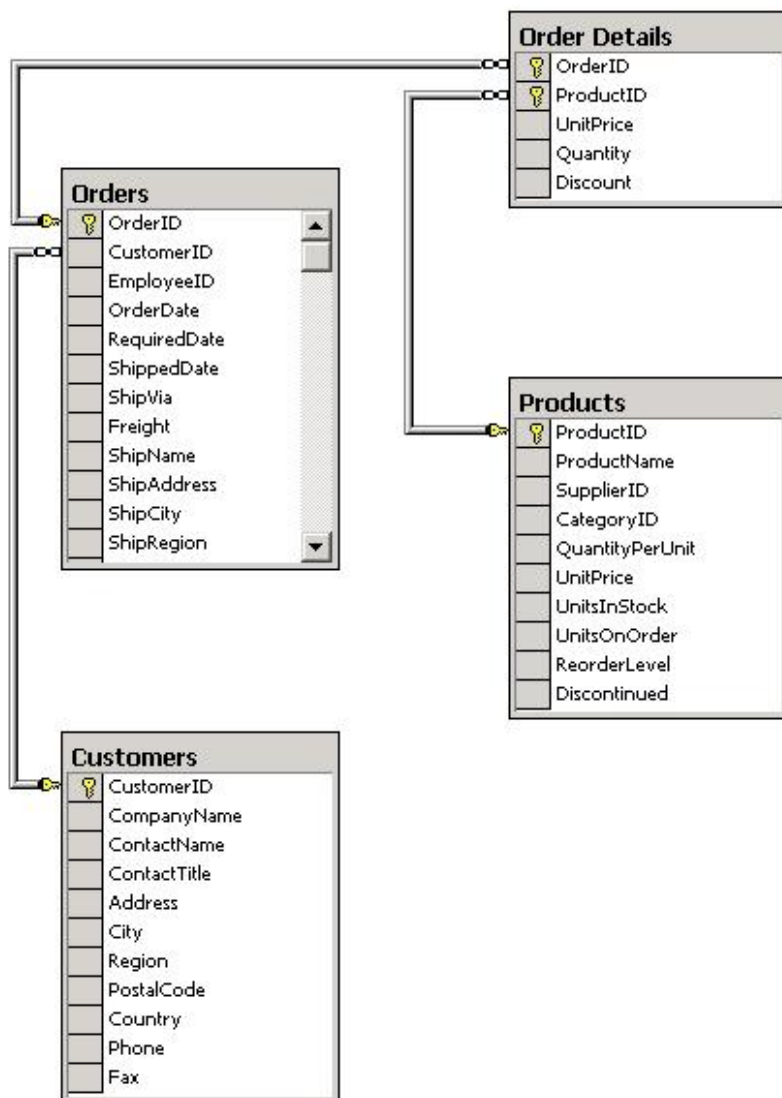 Order Details
OrderID
ProductID
UnitPrice
Quantity
Discount
Orders
OrderID
CustomerID
EmployeeID
OrderDate
RequiredDate
ShippedDate
ShipVia
Freight
ShipName
ShipAddress
ShipCity
ShipRegion
Products
ProductID
ProductName
SupplierID
CategoryID
QuantityPerUnit
UnitPrice
UnitsInStock
UnitsOnOrder
ReorderLevel
Discontinued
Customers
CustomerID
CompanyName
ContactName
ContactTitle
Address
City
Region
PostalCode
Country
Phone
Fax